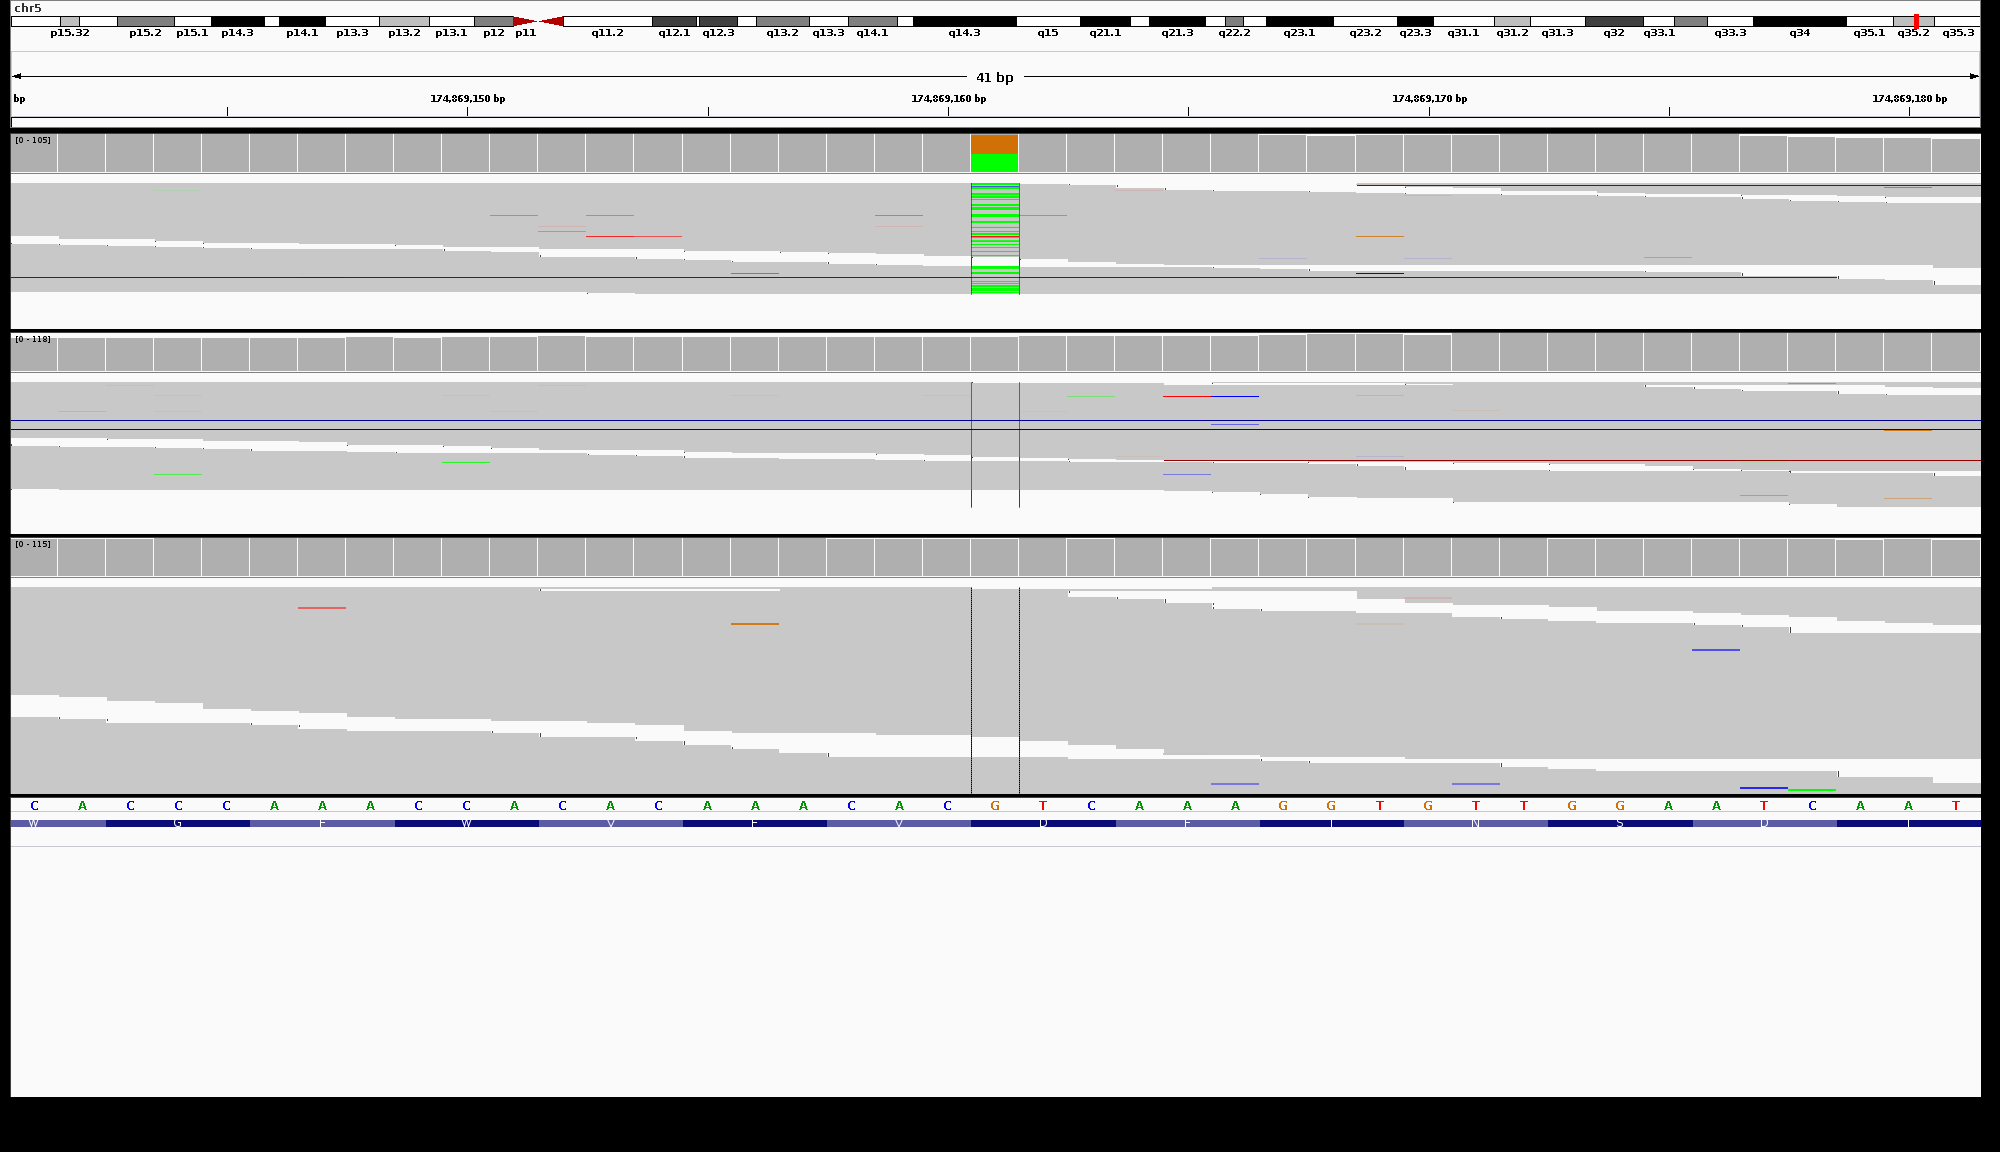 chr5
p15.32 p15.2 p15.1 p14.3 p14.1 p13.3 p13.2 p13.1 p12 p11 q11.2 q12.1 q12.3 q13.2 q13.3 q14.1 q14.3 q15 q21.1 q21.3 q22.2 q23.1 q23.2 q23.3 q31.1 q31.2 q31.3 q32 q33.1 q33.3 q34 q35.1 q35.2 q35.3
41 bp
bp 174,869,150 bp 174,869,160 bp 174,869,170 bp 174,869,180 bp
[0 - 105]
[0 - 118]
[0 - 115]
C A C C C A A A C C A C A C A A A C A C G T C A A A G G T G T T G G A A T C A A T
W G F W V F V D F T N S D I